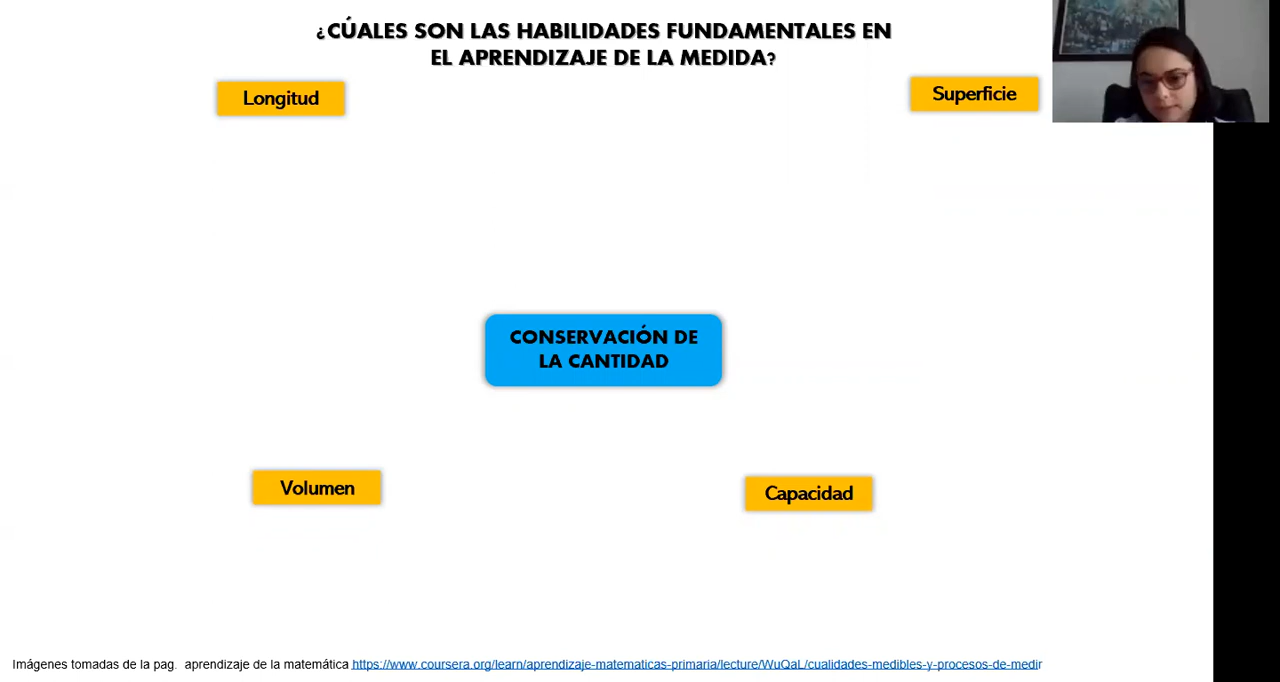 ¿CÚALES SON LAS HABILIDADES FUNDAMENTALES EN
EL APRENDIZAJE DE LA MEDIDA?
Longitud
Superficie
CONSERVACIÓN DE
LA CANTIDAD
Volumen
Capacidad
Imágenes tomadas de la pag. aprendizaje de la matemática https://www.coursera.org/learn/aprendizaje-matematicas-primaria/lecture/WuQaL/cualidades-medibles-y-procesos-de-medir